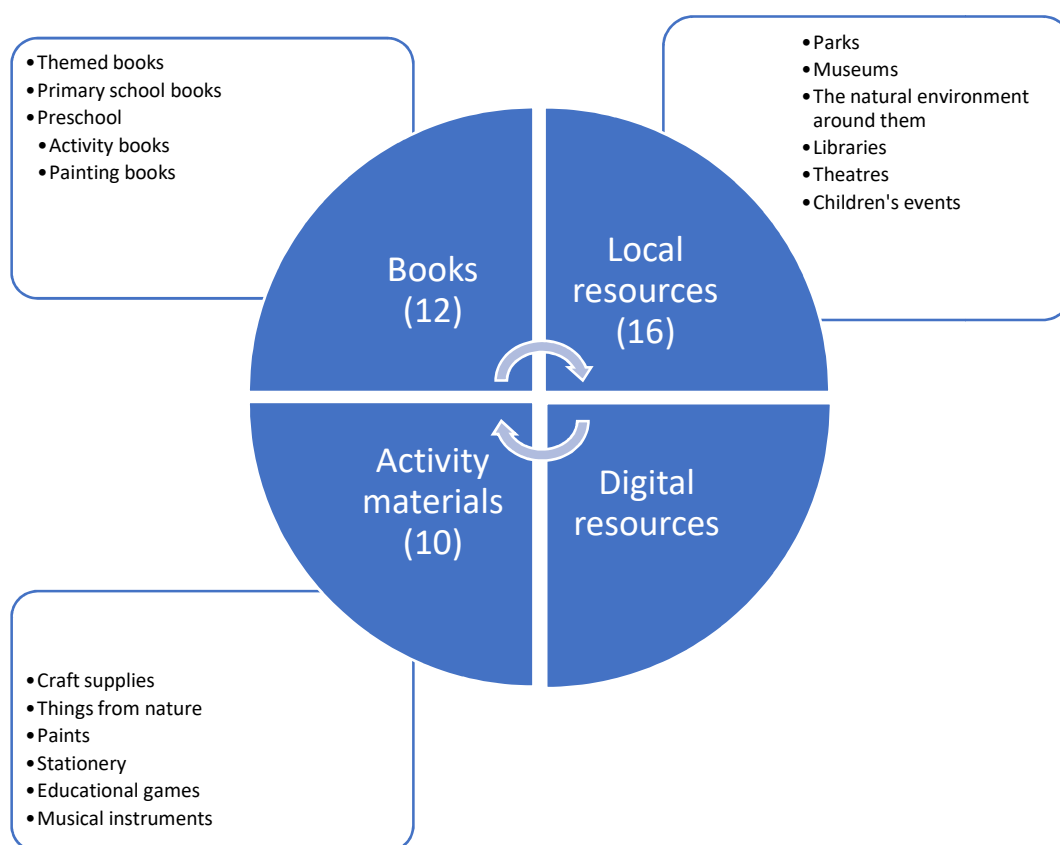 •Themed books
•Primary school books
•Preschool
•Activity books
•Painting books
•Parks
•Museums
•The natural environment
around them
•Libraries
•Theatres
•Children's events
Books
(12)
Local
resources
(16)
Activity
materials
(10)
Digital
resources
•Craft supplies
•Things from nature
•Paints
•Stationery
•Educational games
•Musical instruments